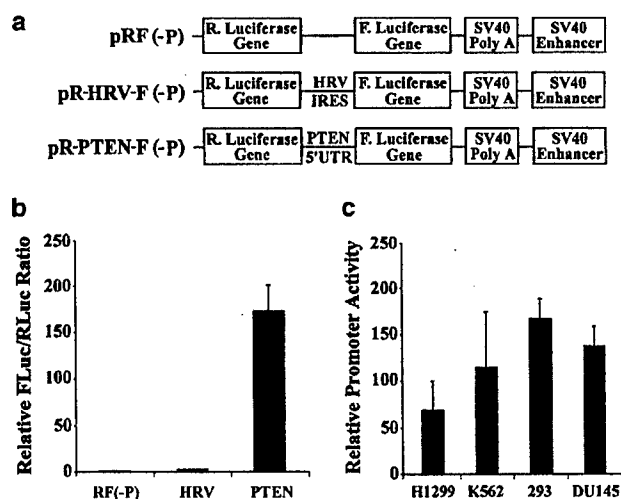 a
pRF (-P)
R. Luciferase Gene
F. Luciferase Gene
SV40 Poly A
SV40 Enhancer
pR-HRV-F (-P)
R. Luciferase Gene
HRV IRES
F. Luciferase Gene
SV40 Poly A
SV40 Enhancer
pR-PTEN-F (-P)
R. Luciferase Gene
PTEN 5'UTR
F. Luciferase Gene
SV40 Poly A
SV40 Enhancer
b
Relative FLuc/RLuc Ratio
250
200
150
100
50
0
RF(-P) HRV PTEN
c
Relative Promoter Activity
250
200
150
100
50
0
H1299 K562 293 DU145